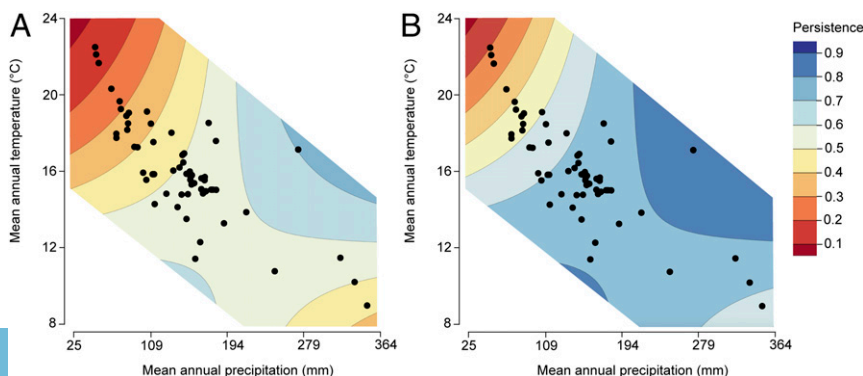 A
B
Persistence
24
20
16
12
8
Mean annual temperature (°C)
25 109 194 279 364
Mean annual precipitation (mm)
24
20
16
12
8
Mean annual temperature (°C)
25 109 194 279 364
Mean annual precipitation (mm)
0.9
0.8
0.7
0.6
0.5
0.4
0.3
0.2
0.1